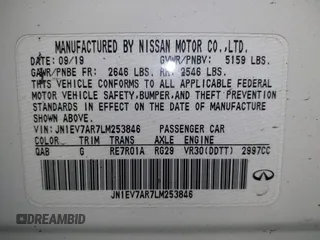 MANUFACTURED BY NISSAN MOTOR CO.,LTD.
DATE: 09/19 GVWR/PNBV: 5159 LBS.
GAWR/PNBE FR: 2646 LBS. RR: 2546 LBS.
THIS VEHICLE CONFORMS TO ALL APPLICABLE FEDERAL
MOTOR VEHICLE SAFETY, BUMPER, AND THEFT PREVENTION
STANDARDS IN EFFECT ON THE DATE OF MANUFACTURE
SHOWN ABOVE.
VIN: JN1EV7AR7LM253846 PASSENGER CAR
COLOR TRIM TRANS AXLE ENGINE
QAB G RE7R01A RG29 VR30(DDTT) 2997CC
JN1EV7AR7LM253846
INFINITI
DREAMBID